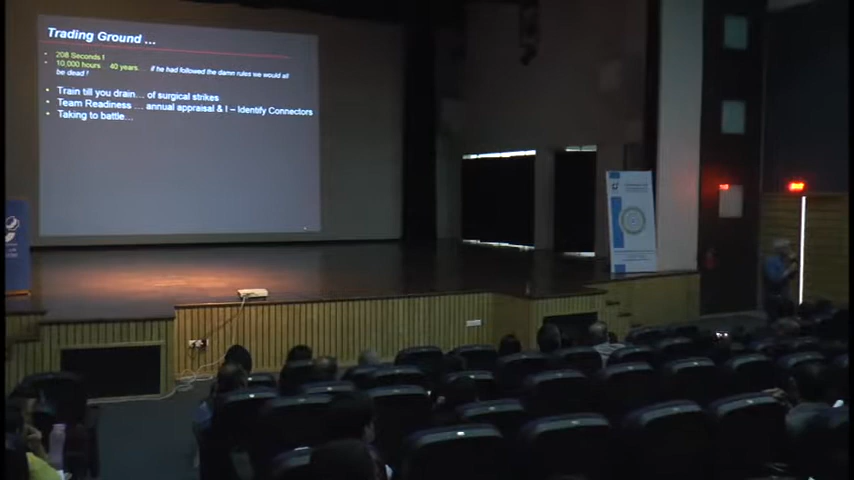 Trading Ground ...
• 208 Seconds !
• 10,000 hours 40 years.. if he had followed the damn rules we would all
be dead!
• Train till you drain... of surgical strikes
• Team Readiness ... annual appraisal & I – Identify Connectors
• Taking to battle...